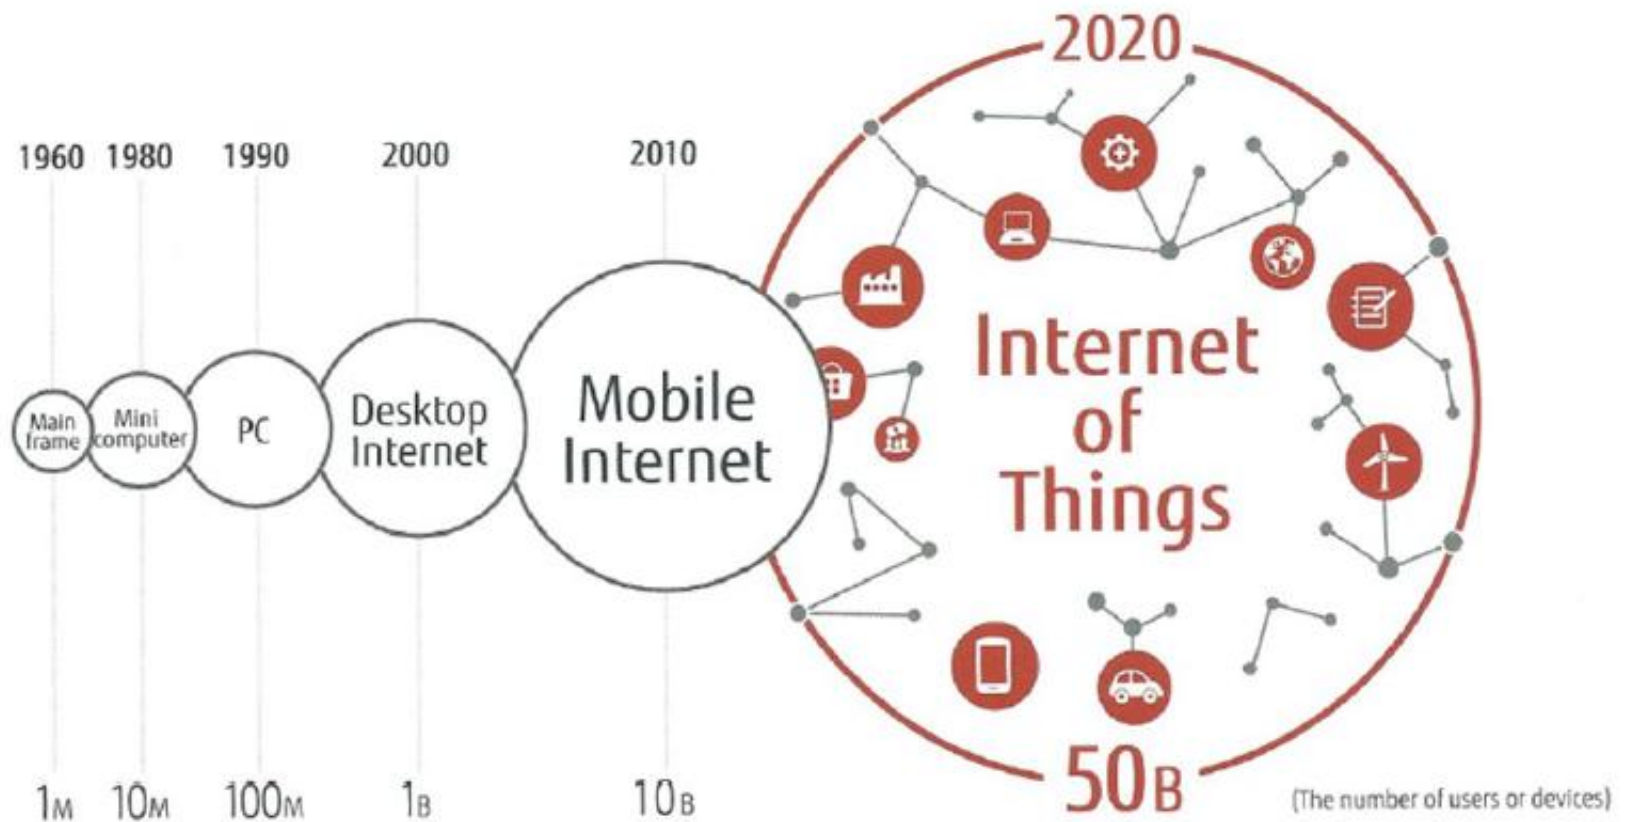 2020
1960 1980 1990 2000 2010
Main
frame
Mini
computer
PC
Desktop
Internet
Mobile
Internet
Internet
of
Things
1M 10M 100M 1B 10B 50B
(The number of users or devices)